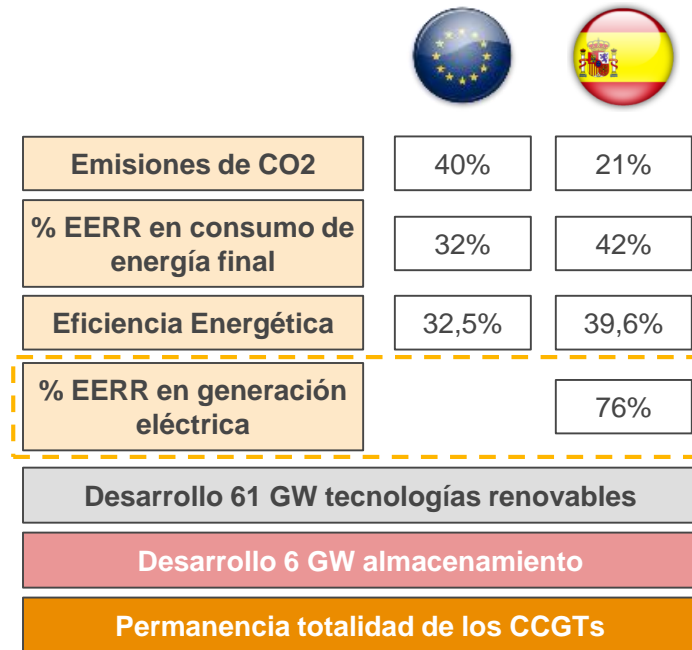 Emisiones de CO2 40% 21%
% EERR en consumo de
energía final 32% 42%
Eficiencia Energética 32,5% 39,6%
% EERR en generación
eléctrica 76%
Desarrollo 61 GW tecnologías renovables
Desarrollo 6 GW almacenamiento
Permanencia totalidad de los CCGTs